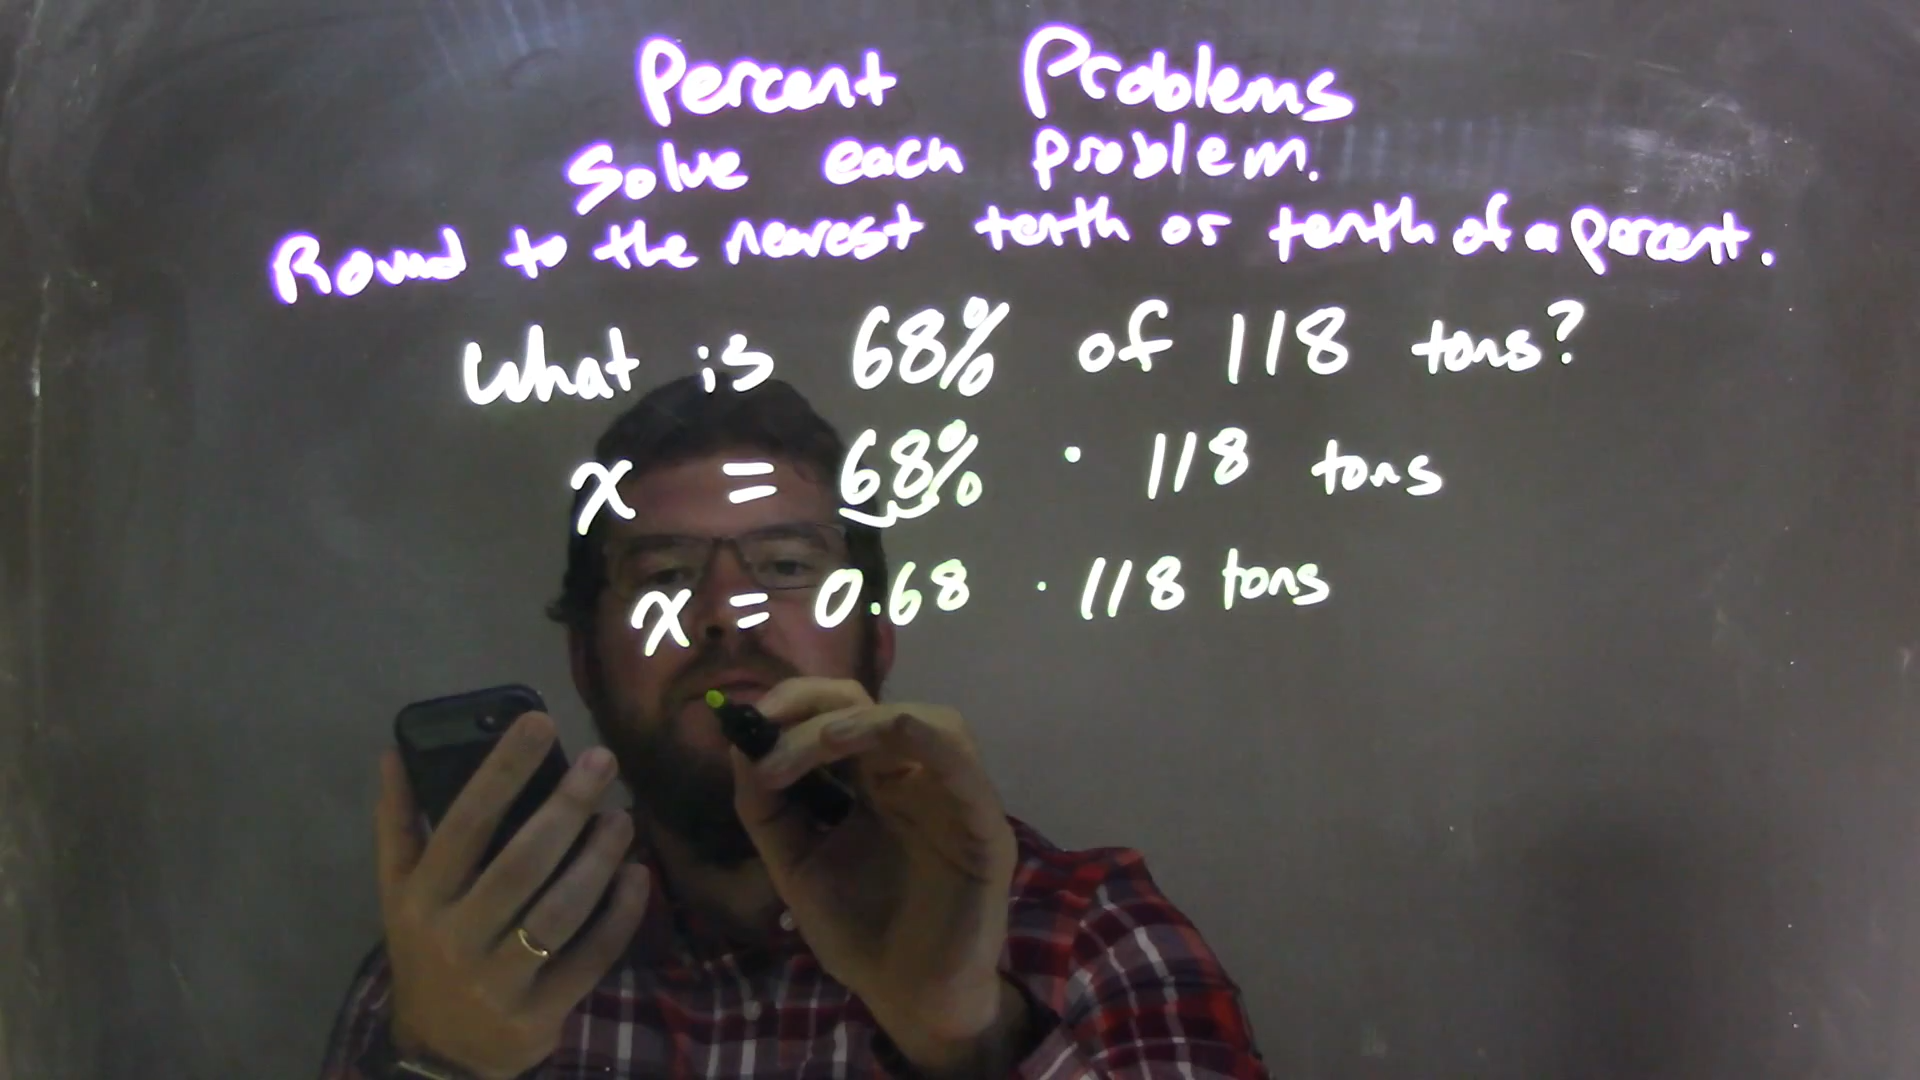 Percent Problems
Solve each problem.
Round to the nearest tenth or tenth of a percent.
What is 68% of 118 tons?
x = 68% · 118 tons
x = 0.68 · 118 tons